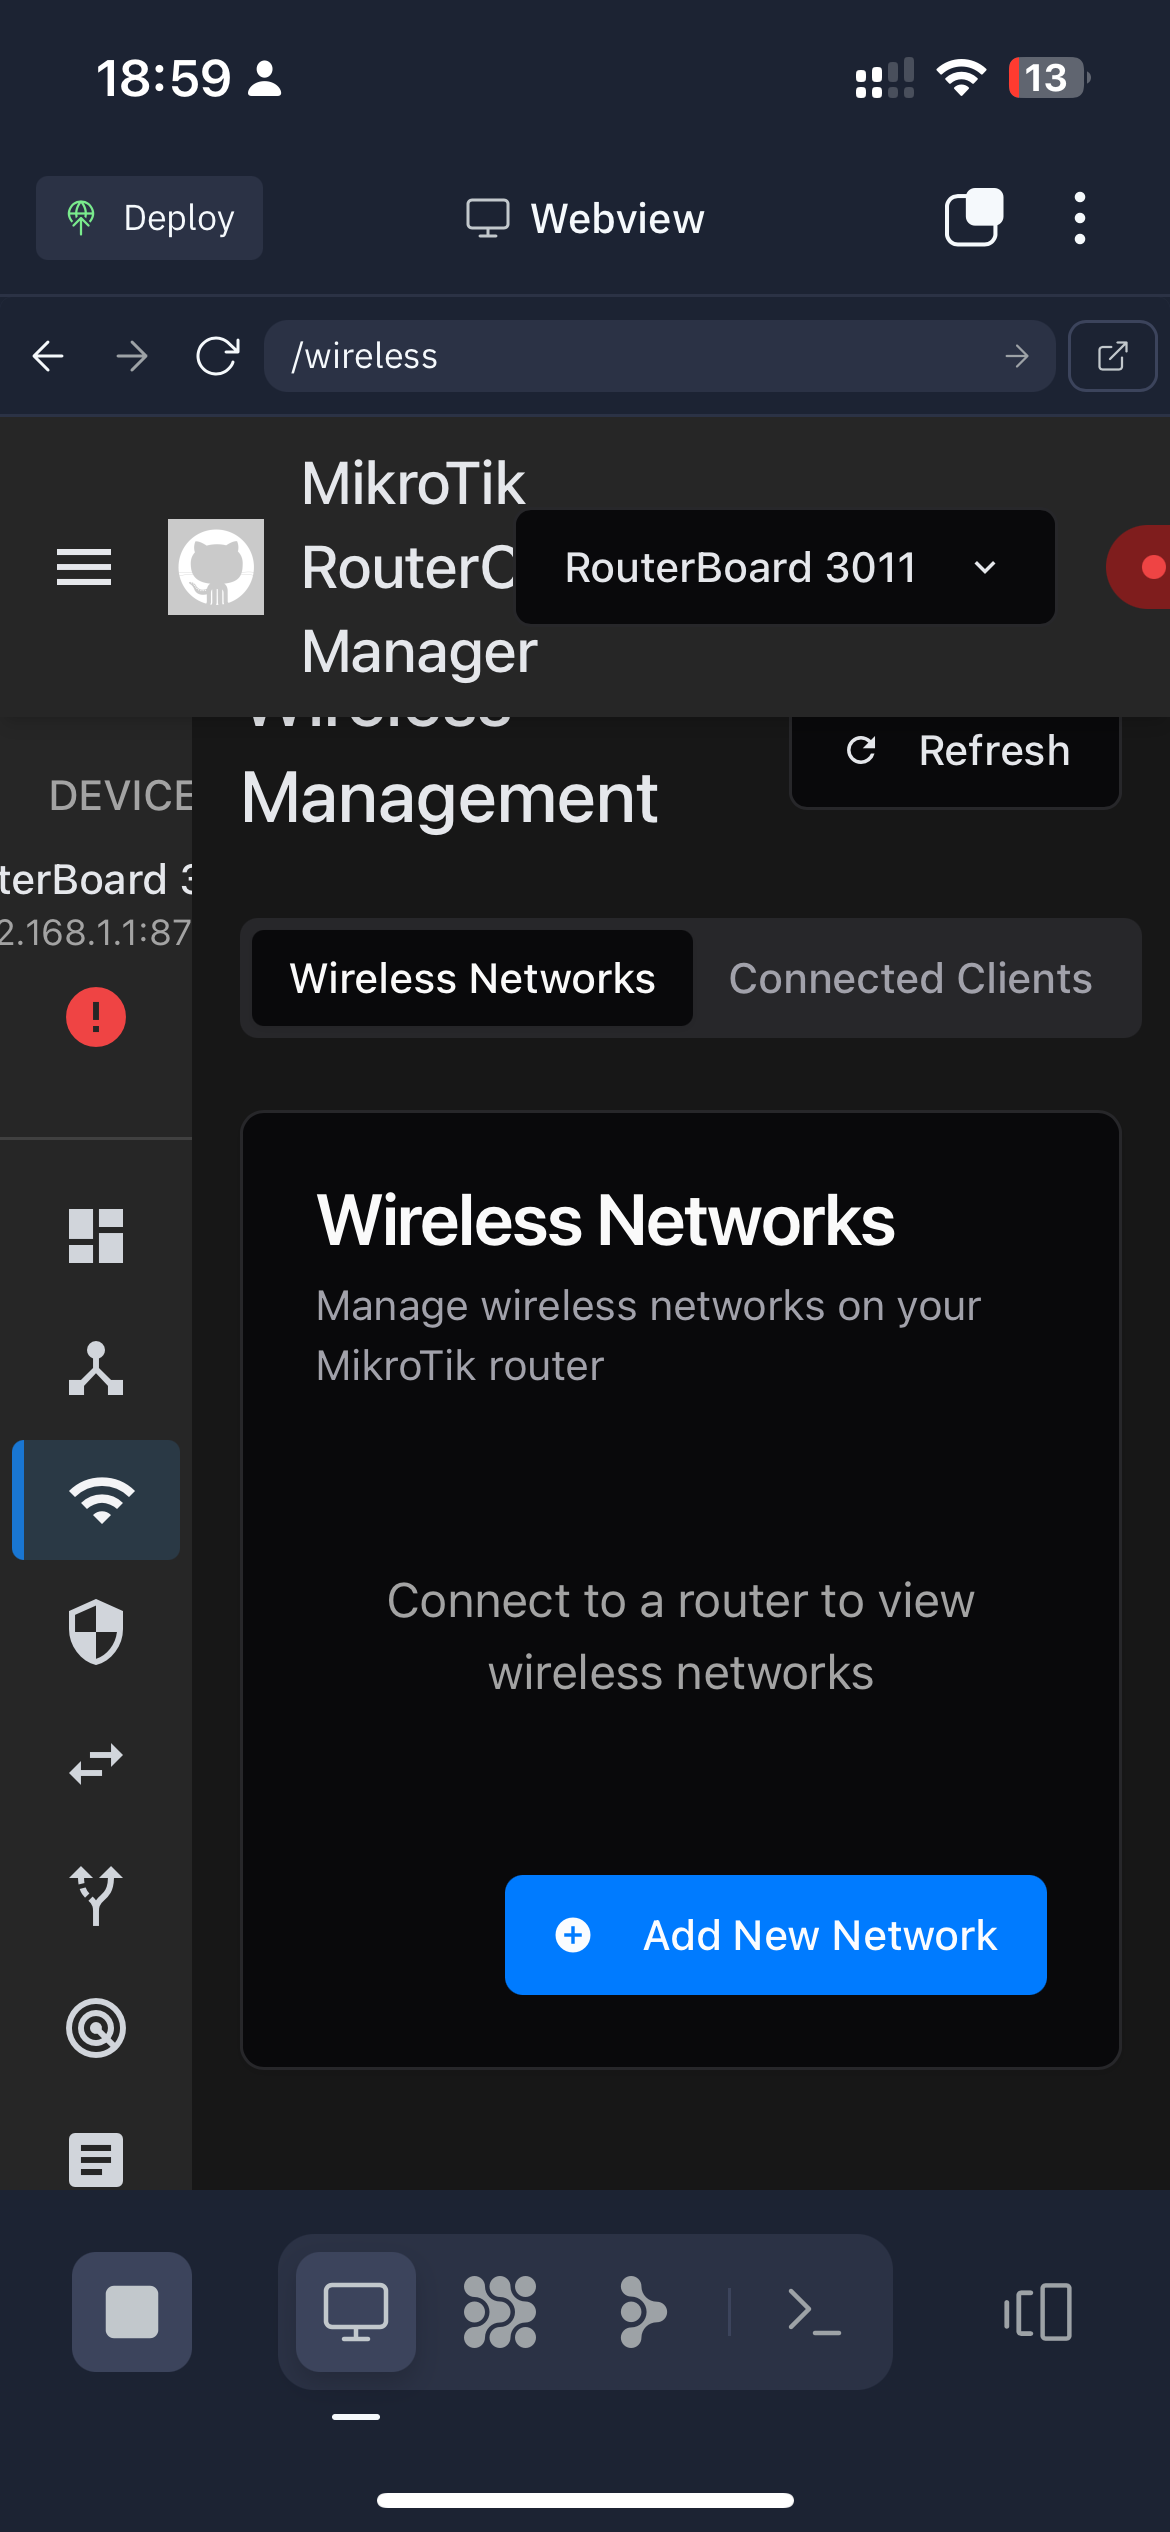 18:59
13
Deploy
Webview
/wireless
MikroTik
RouterO
Manager
RouterBoard 3011
Wireless
Management
Refresh
DEVICE
terBoard 3
2.168.1.1:87
Wireless Networks
Connected Clients
Wireless Networks
Manage wireless networks on your
MikroTik router
Connect to a router to view
wireless networks
Add New Network